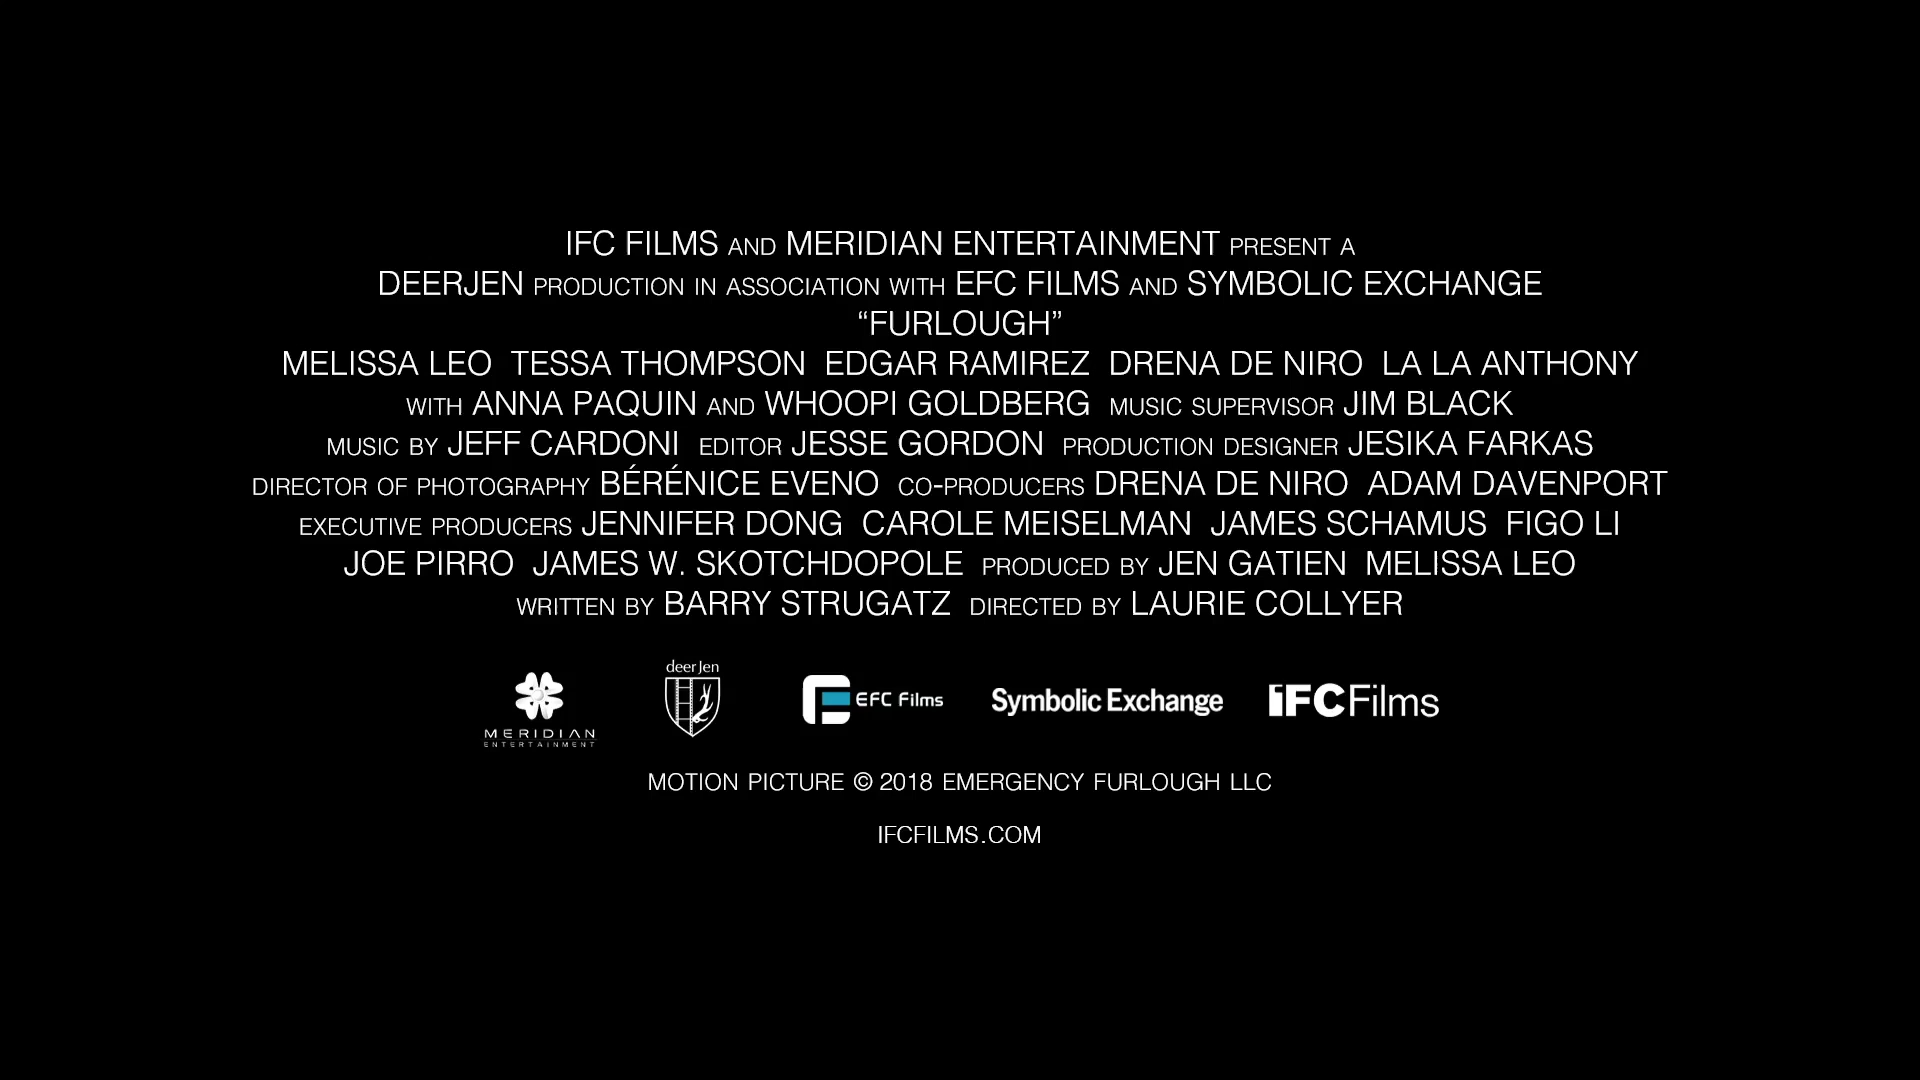 IFC FILMS AND MERIDIAN ENTERTAINMENT PRESENT A
DEERJEN PRODUCTION IN ASSOCIATION WITH EFC FILMS AND SYMBOLIC EXCHANGE
“FURLOUGH”
MELISSA LEO TESSA THOMPSON EDGAR RAMIREZ DRENA DE NIRO LA LA ANTHONY
WITH ANNA PAQUIN AND WHOOPI GOLDBERG MUSIC SUPERVISOR JIM BLACK
MUSIC BY JEFF CARDONI EDITOR JESSE GORDON PRODUCTION DESIGNER JESIKA FARKAS
DIRECTOR OF PHOTOGRAPHY BÉRÉNICE EVENO CO-PRODUCERS DRENA DE NIRO ADAM DAVENPORT
EXECUTIVE PRODUCERS JENNIFER DONG CAROLE MEISELMAN JAMES SCHAMUS FIGO LI
JOE PIRRO JAMES W. SKOTCHDOPOLE PRODUCED BY JEN GATIEN MELISSA LEO
WRITTEN BY BARRY STRUGATZ DIRECTED BY LAURIE COLLYER
MERIDIAN
ENTERTAINMENT
deerJen
EFC Films
Symbolic Exchange
IFC Films
MOTION PICTURE © 2018 EMERGENCY FURLOUGH LLC
IFCFILMS.COM